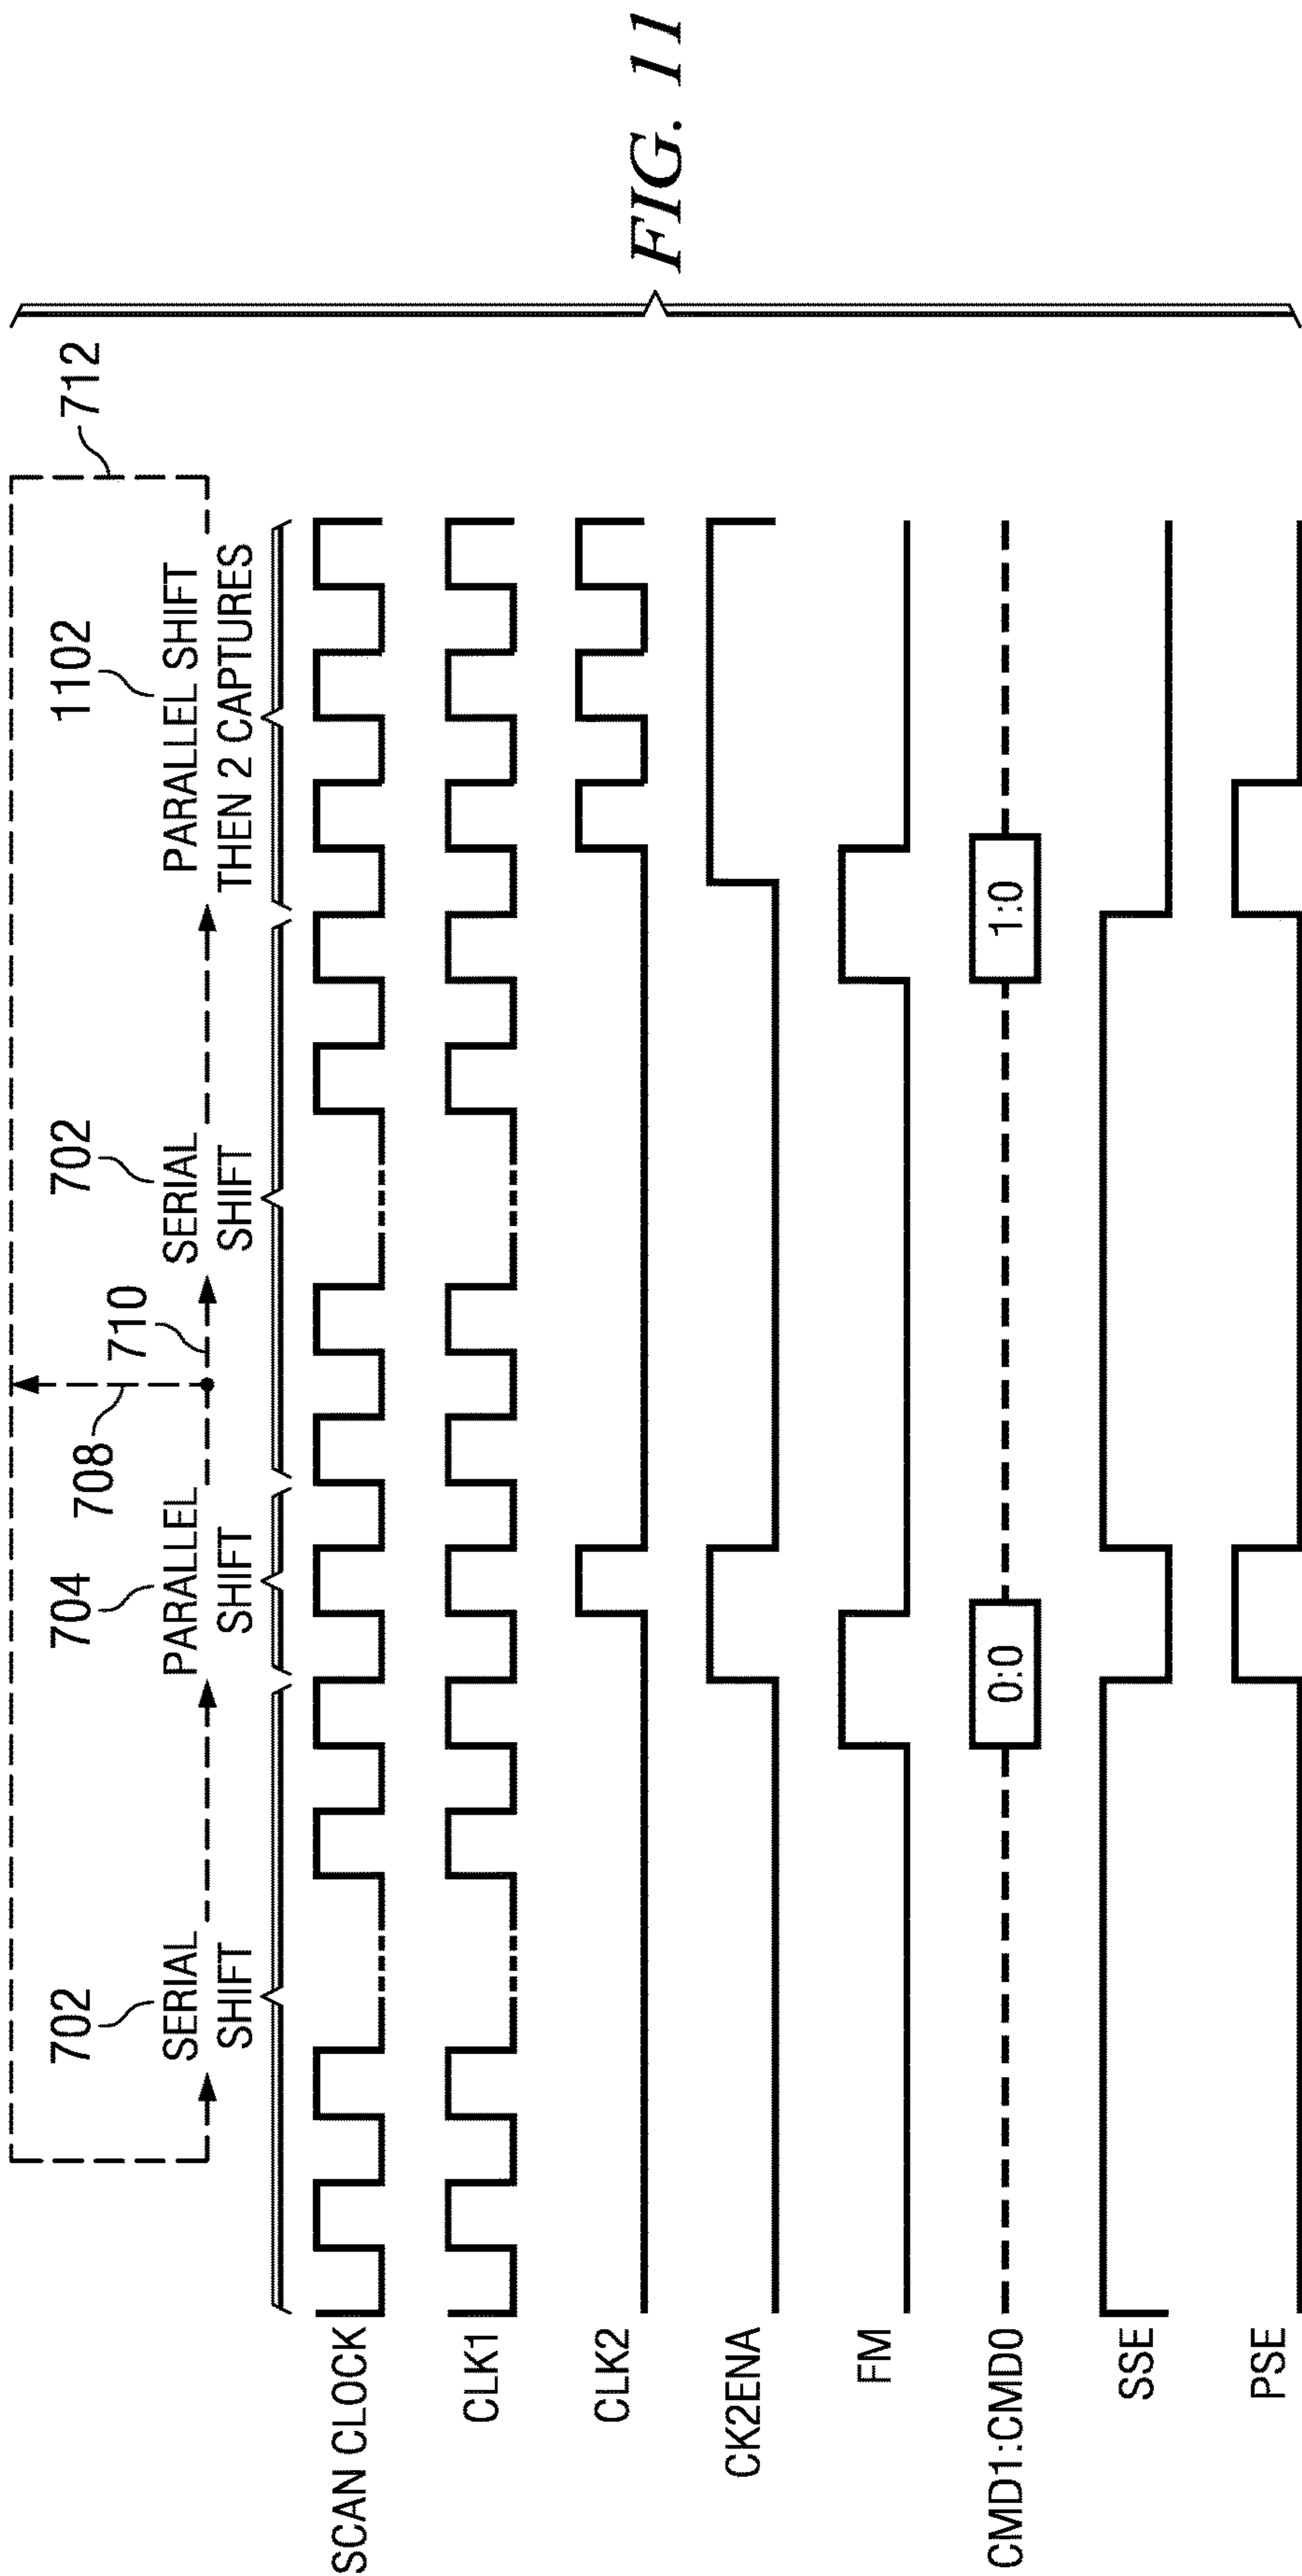 702
704
708
710
702
1102
712
SERIAL
SHIFT
PARALLEL
SHIFT
SERIAL
SHIFT
PARALLEL SHIFT
THEN 2 CAPTURES
SCAN CLOCK
CLK1
CLK2
CK2ENA
FM
CMD1:CMD0
0:0
1:0
SSE
PSE
FIG. 11